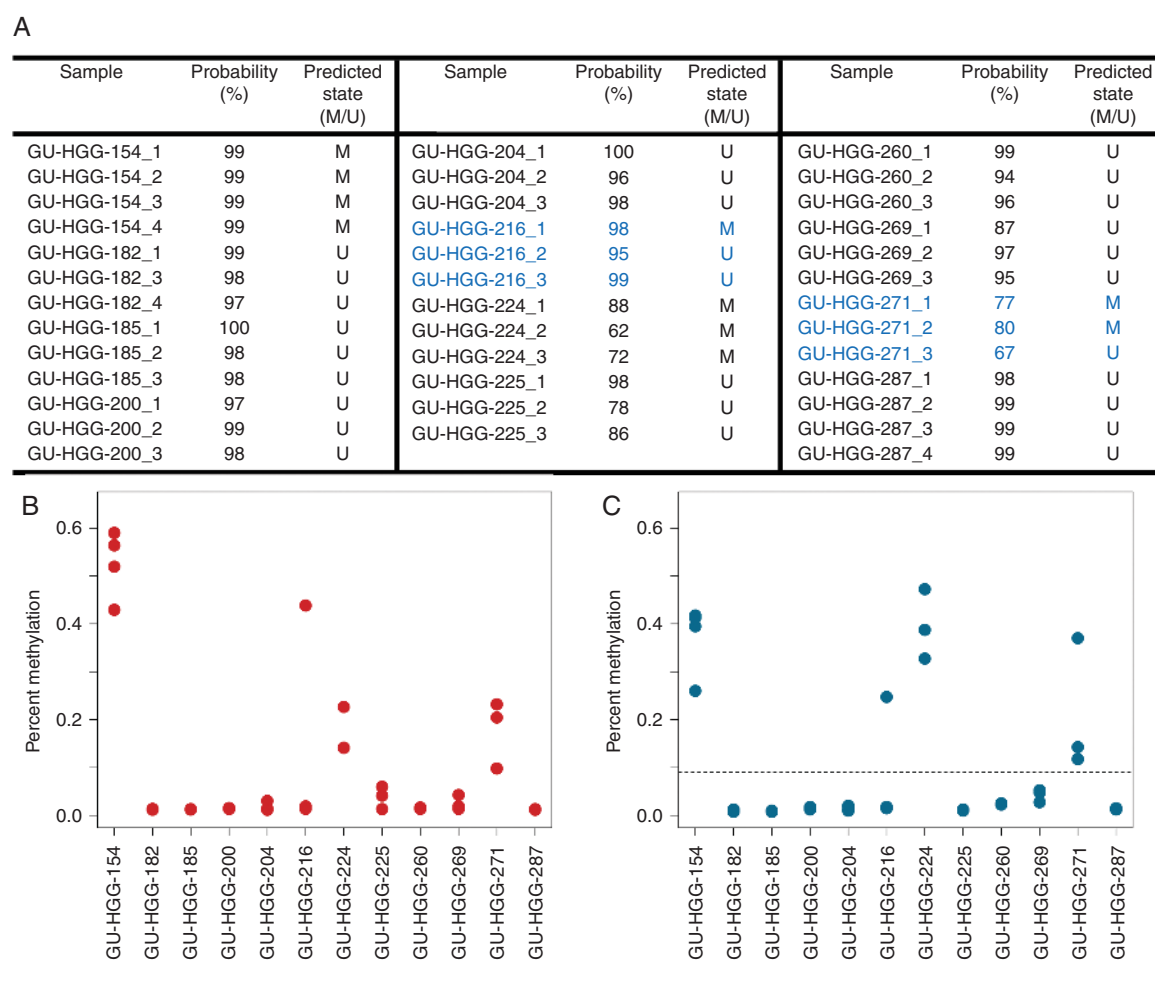 A
Sample Probability (%) Predicted state (M/U) Sample Probability (%) Predicted state (M/U) Sample Probability (%) Predicted state (M/U)
GU-HGG-154_1 99 M GU-HGG-204_1 100 U GU-HGG-260_1 99 U
GU-HGG-154_2 99 M GU-HGG-204_2 96 U GU-HGG-260_2 94 U
GU-HGG-154_3 99 M GU-HGG-204_3 98 U GU-HGG-260_3 96 U
GU-HGG-154_4 99 M GU-HGG-216_1 98 M GU-HGG-269_1 87 U
GU-HGG-182_1 99 U GU-HGG-216_2 95 U GU-HGG-269_2 97 U
GU-HGG-182_3 98 U GU-HGG-216_3 99 U GU-HGG-269_3 95 U
GU-HGG-182_4 97 U GU-HGG-224_1 88 M GU-HGG-271_1 77 M
GU-HGG-185_1 100 U GU-HGG-224_2 62 M GU-HGG-271_2 80 M
GU-HGG-185_2 98 U GU-HGG-224_3 72 M GU-HGG-271_3 67 U
GU-HGG-185_3 98 U GU-HGG-225_1 98 U GU-HGG-287_1 98 U
GU-HGG-200_1 97 U GU-HGG-225_2 78 U GU-HGG-287_2 99 U
GU-HGG-200_2 99 U GU-HGG-225_3 86 U GU-HGG-287_3 99 U
GU-HGG-200_3 98 U GU-HGG-287_4 99 U
B
Percent methylation
0.6
0.4
0.2
0.0
GU-HGG-154
GU-HGG-182
GU-HGG-185
GU-HGG-200
GU-HGG-204
GU-HGG-216
GU-HGG-224
GU-HGG-225
GU-HGG-260
GU-HGG-269
GU-HGG-271
GU-HGG-287
C
Percent methylation
0.6
0.4
0.2
0.0
GU-HGG-154
GU-HGG-182
GU-HGG-185
GU-HGG-200
GU-HGG-204
GU-HGG-216
GU-HGG-224
GU-HGG-225
GU-HGG-260
GU-HGG-269
GU-HGG-271
GU-HGG-287